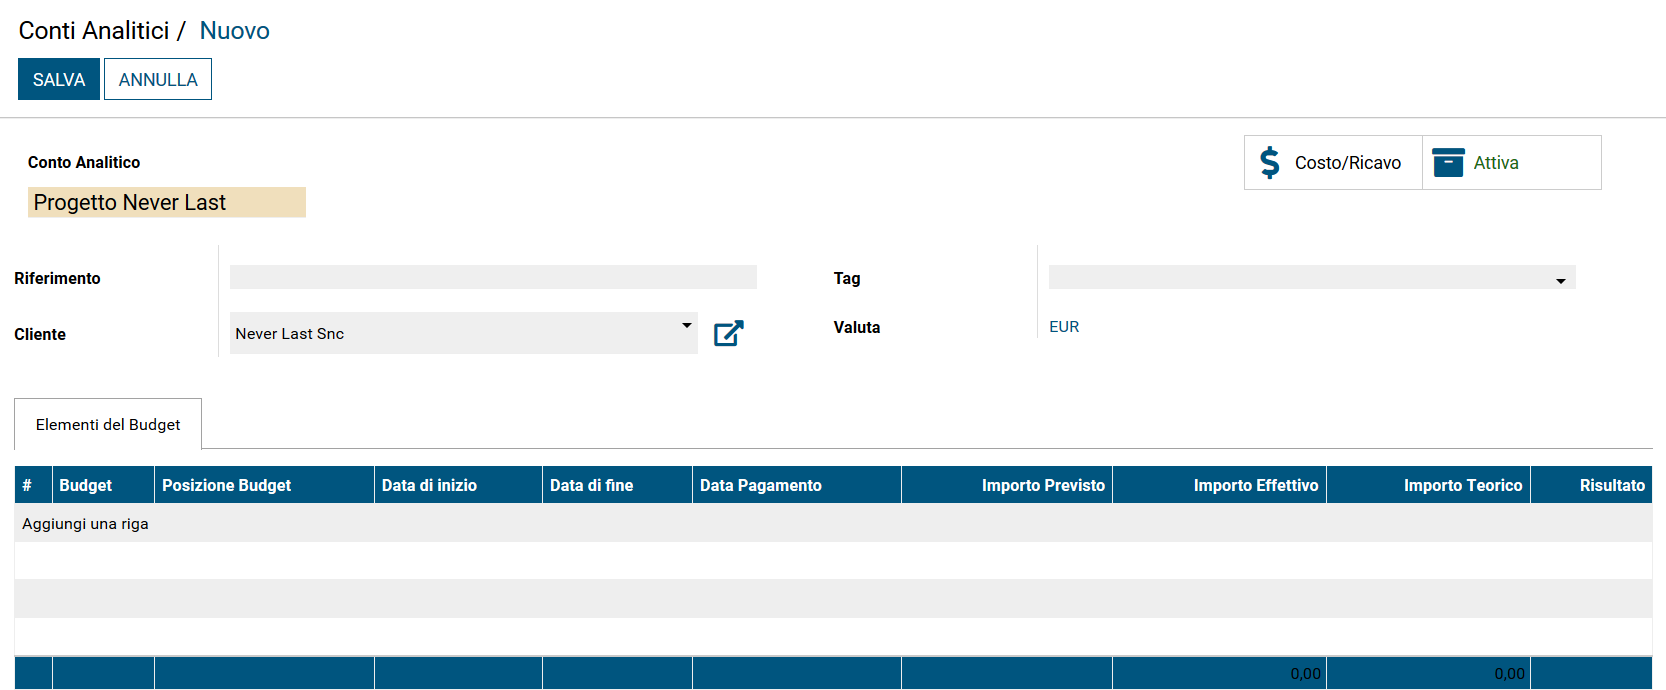 Conti Analitici / Nuovo
SALVA ANNULLA
Conto Analitico
Costo/Ricavo Attiva
Progetto Never Last
Riferimento
Tag
Cliente Never Last Snc
Valuta EUR
Elementi del Budget
# Budget Posizione Budget Data di inizio Data di fine Data Pagamento Importo Previsto Importo Effettivo Importo Teorico Risultato
Aggiungi una riga
0,00 0,00